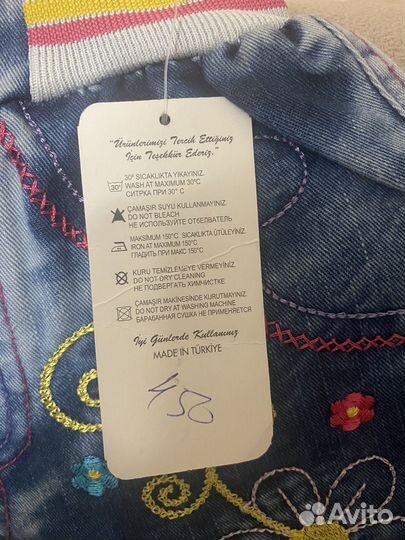 "Ürünlerimizi Tercih Ettiğiniz
İçin Teşekkür Ederiz."
30° SICAKLIKTA YIKAYINIZ.
WASH AT MAXIMUM 30°C
СИТРКА ПРИ 30° C
30°
ÇAMAŞIR SUYU KULLANMAYINIZ.
DO NOT BLEACH
НЕ ИСПОЛЬЗУЙТЕ ОТБЕЛИВАТЕЛЬ
MAKSIMUM 150°C SICAKLIKTA ÜTÜLEYİNİZ.
IRON AT MAXIMUM 150°C
ГЛАДИТЬ ПРИ МАКС 150°C
KURU TEMİZLEMEYE VERMEYİNİZ.
DO NOT-DRY CLEANING
НЕ ПОДВЕРГАТЬ ХИМЧИСТКЕ
ÇAMAŞIR MAKİNESİNDE KURUTMAYINIZ.
DO NOT DRY AT WASHING MACHINE
БАРАБАННАЯ СУШКА НЕ ПРИМЕНЯЕТСЯ
İyi Günlerde Kullanınız
MADE IN TÜRKİYE
450
Avito